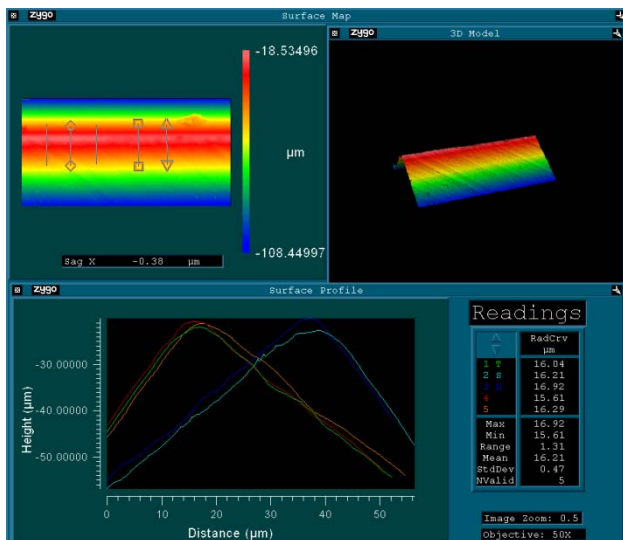 zygo Surface Map
-18.53496
µm
-108.44997
Sag X -0.38 µm
zygo 3D Model
zygo Surface Profile
Height (µm)
-30.00000
-40.00000
-50.00000
0 10 20 30 40 50
Distance (µm)
Readings
RadCrv
µm
1 T 16.04
2 S 16.21
16.92
4 15.61
5 16.29
Max 16.92
Min 15.61
Range 1.31
Mean 16.21
StdDev 0.47
NValid 5
Image Zoom: 0.5
Objective: 50X